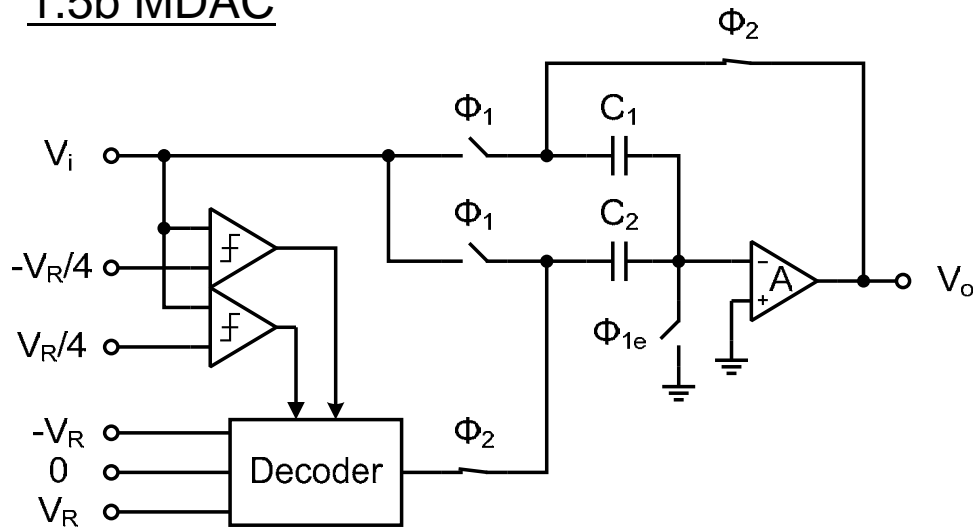 1.5b MDAC
Φ2
Φ1
C1
Vi
Φ1
C2
-VR/4
A
Vo
VR/4
Φ1e
-VR
Φ2
0
Decoder
VR